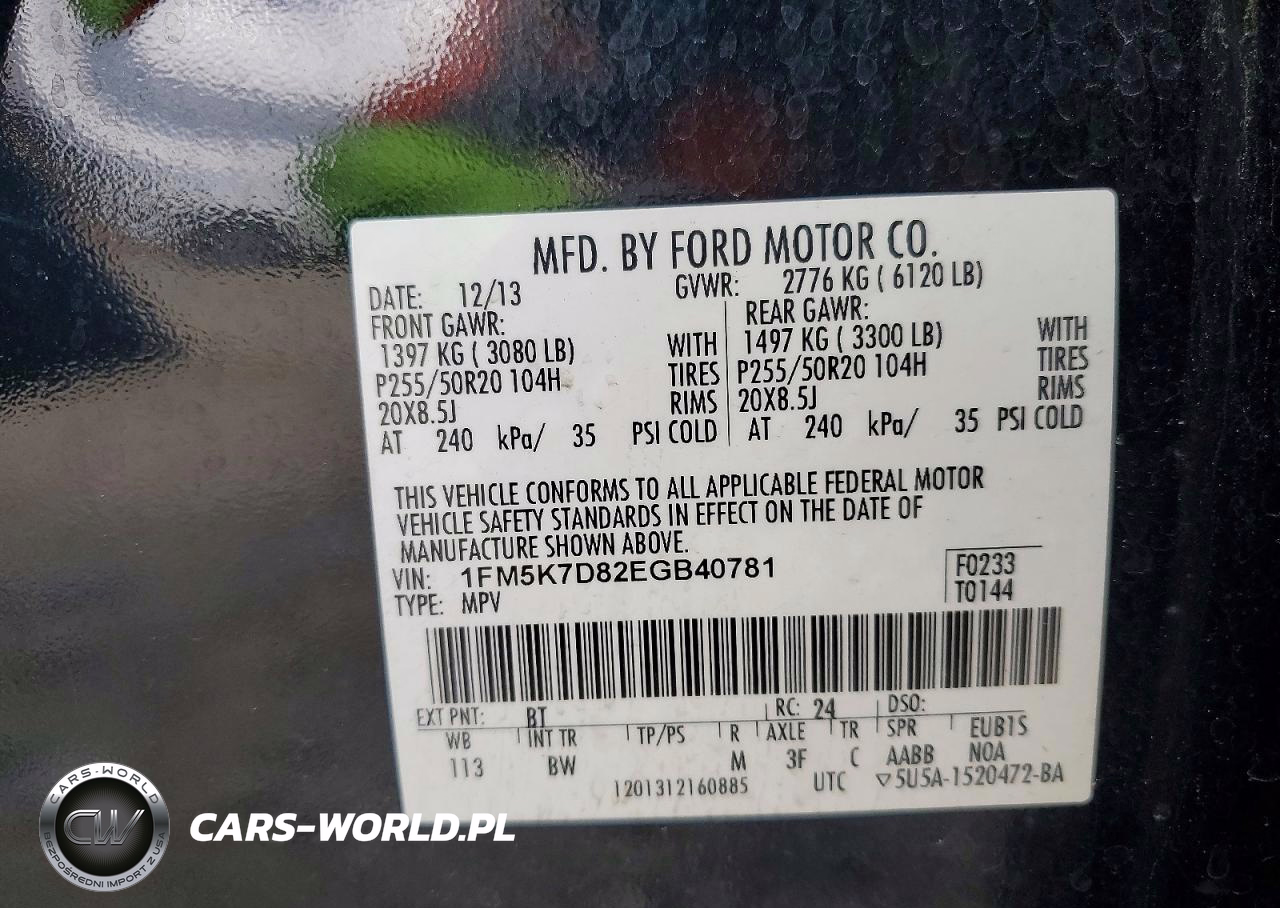 MFD. BY FORD MOTOR CO.
DATE: 12/13 GVWR: 2776 KG ( 6120 LB)
FRONT GAWR: REAR GAWR:
1397 KG ( 3080 LB) WITH 1497 KG ( 3300 LB) WITH
P255/50R20 104H TIRES P255/50R20 104H TIRES
20X8.5J RIMS 20X8.5J RIMS
AT 240 kPa/ 35 PSI COLD AT 240 kPa/ 35 PSI COLD
THIS VEHICLE CONFORMS TO ALL APPLICABLE FEDERAL MOTOR
VEHICLE SAFETY STANDARDS IN EFFECT ON THE DATE OF
MANUFACTURE SHOWN ABOVE.
VIN: 1FM5K7D82EGB40781 F0233
TYPE: MPV T0144
EXT PNT: BT RC: 24 DSO:
WB INT TR TP/PS R AXLE TR SPR EUB1S
113 BW M 3F C AABB NOA
1201312160885 UTC ▽5U5A-1520472-BA
CARS-WORLD
CW
BEZPOŚREDNI IMPORT Z USA
CARS-WORLD.PL